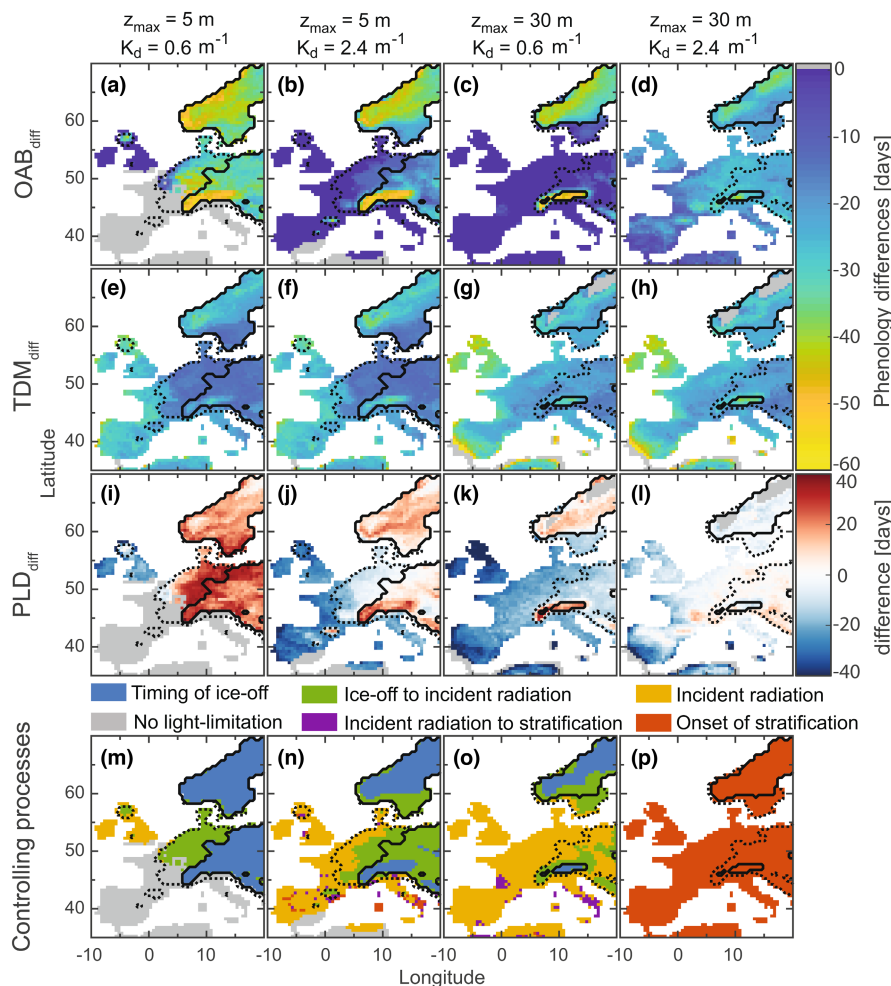 z_max = 5 m
K_d = 0.6 m⁻¹
z_max = 5 m
K_d = 2.4 m⁻¹
z_max = 30 m
K_d = 0.6 m⁻¹
z_max = 30 m
K_d = 2.4 m⁻¹
OAB_diff
(a)
(b)
(c)
(d)
60
50
40
TDM_diff
(e)
(f)
(g)
(h)
60
50
40
Latitude
0
-10
-20
-30
-40
-50
-60
Phenology differences [days]
PLD_diff
(i)
(j)
(k)
(l)
60
50
40
40
20
0
-20
-40
difference [days]
Timing of ice-off
Ice-off to incident radiation
Incident radiation
No light-limitation
Incident radiation to stratification
Onset of stratification
Controlling processes
(m)
(n)
(o)
(p)
60
50
40
-10
0
10
-10
0
10
-10
0
10
-10
0
10
Longitude